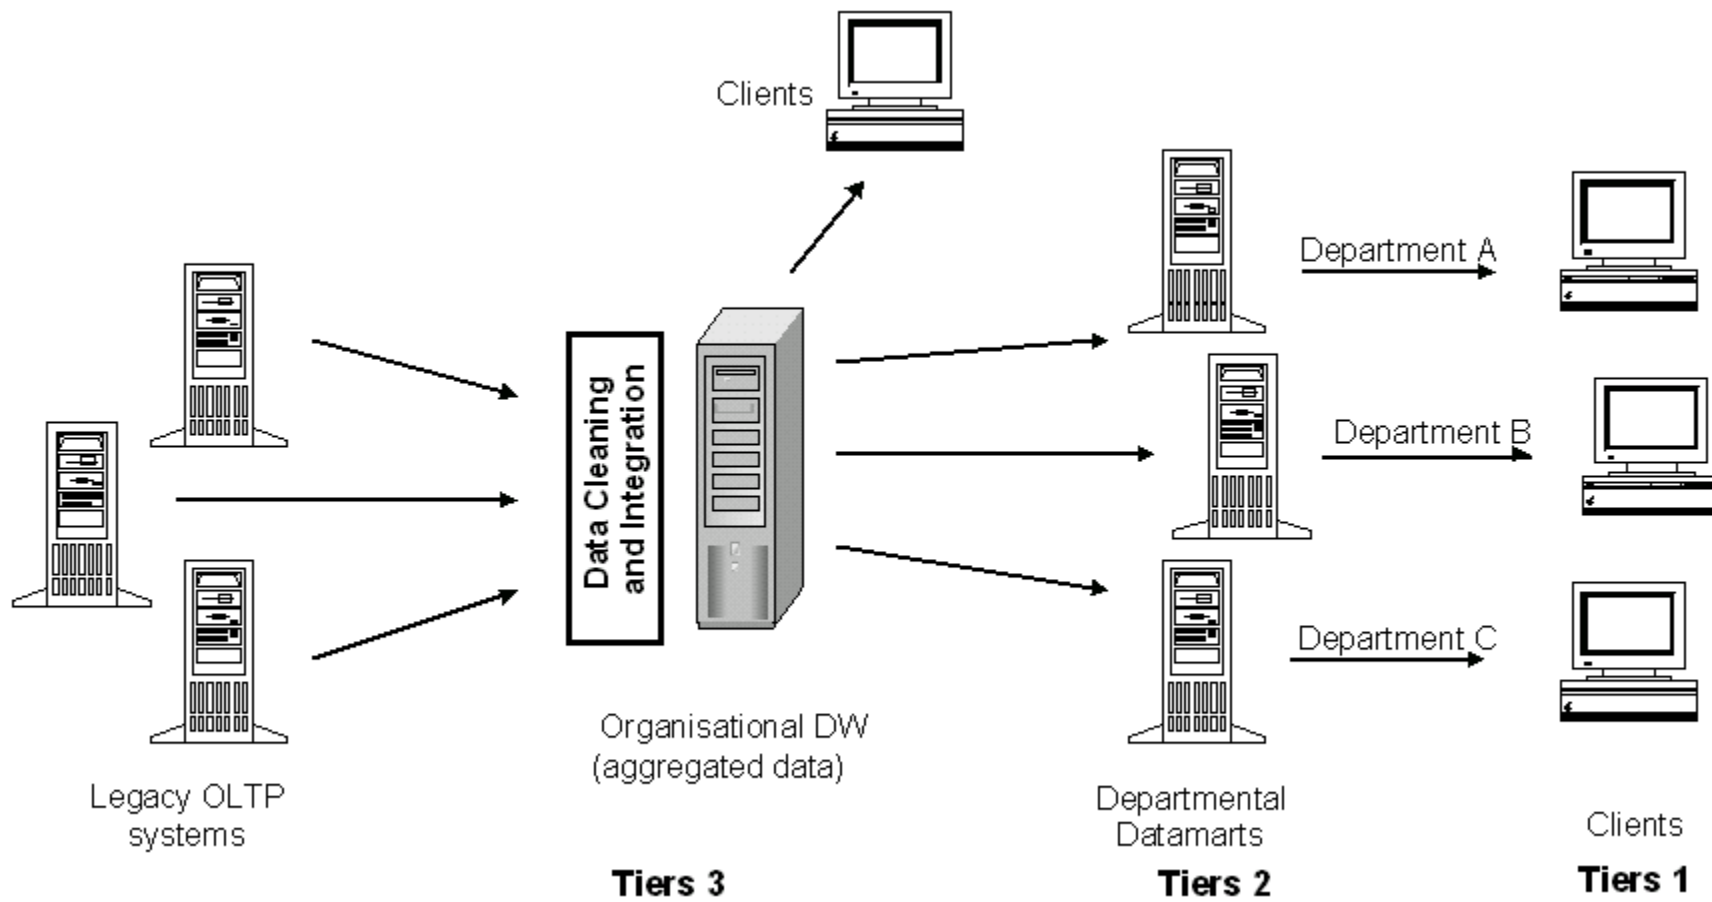 Clients
Department A
Department B
Department C
Data Cleaning
and Integration
Organisational DW
(aggregated data)
Legacy OLTP
systems
Departmental
Datamarts
Clients
Tiers 3
Tiers 2
Tiers 1